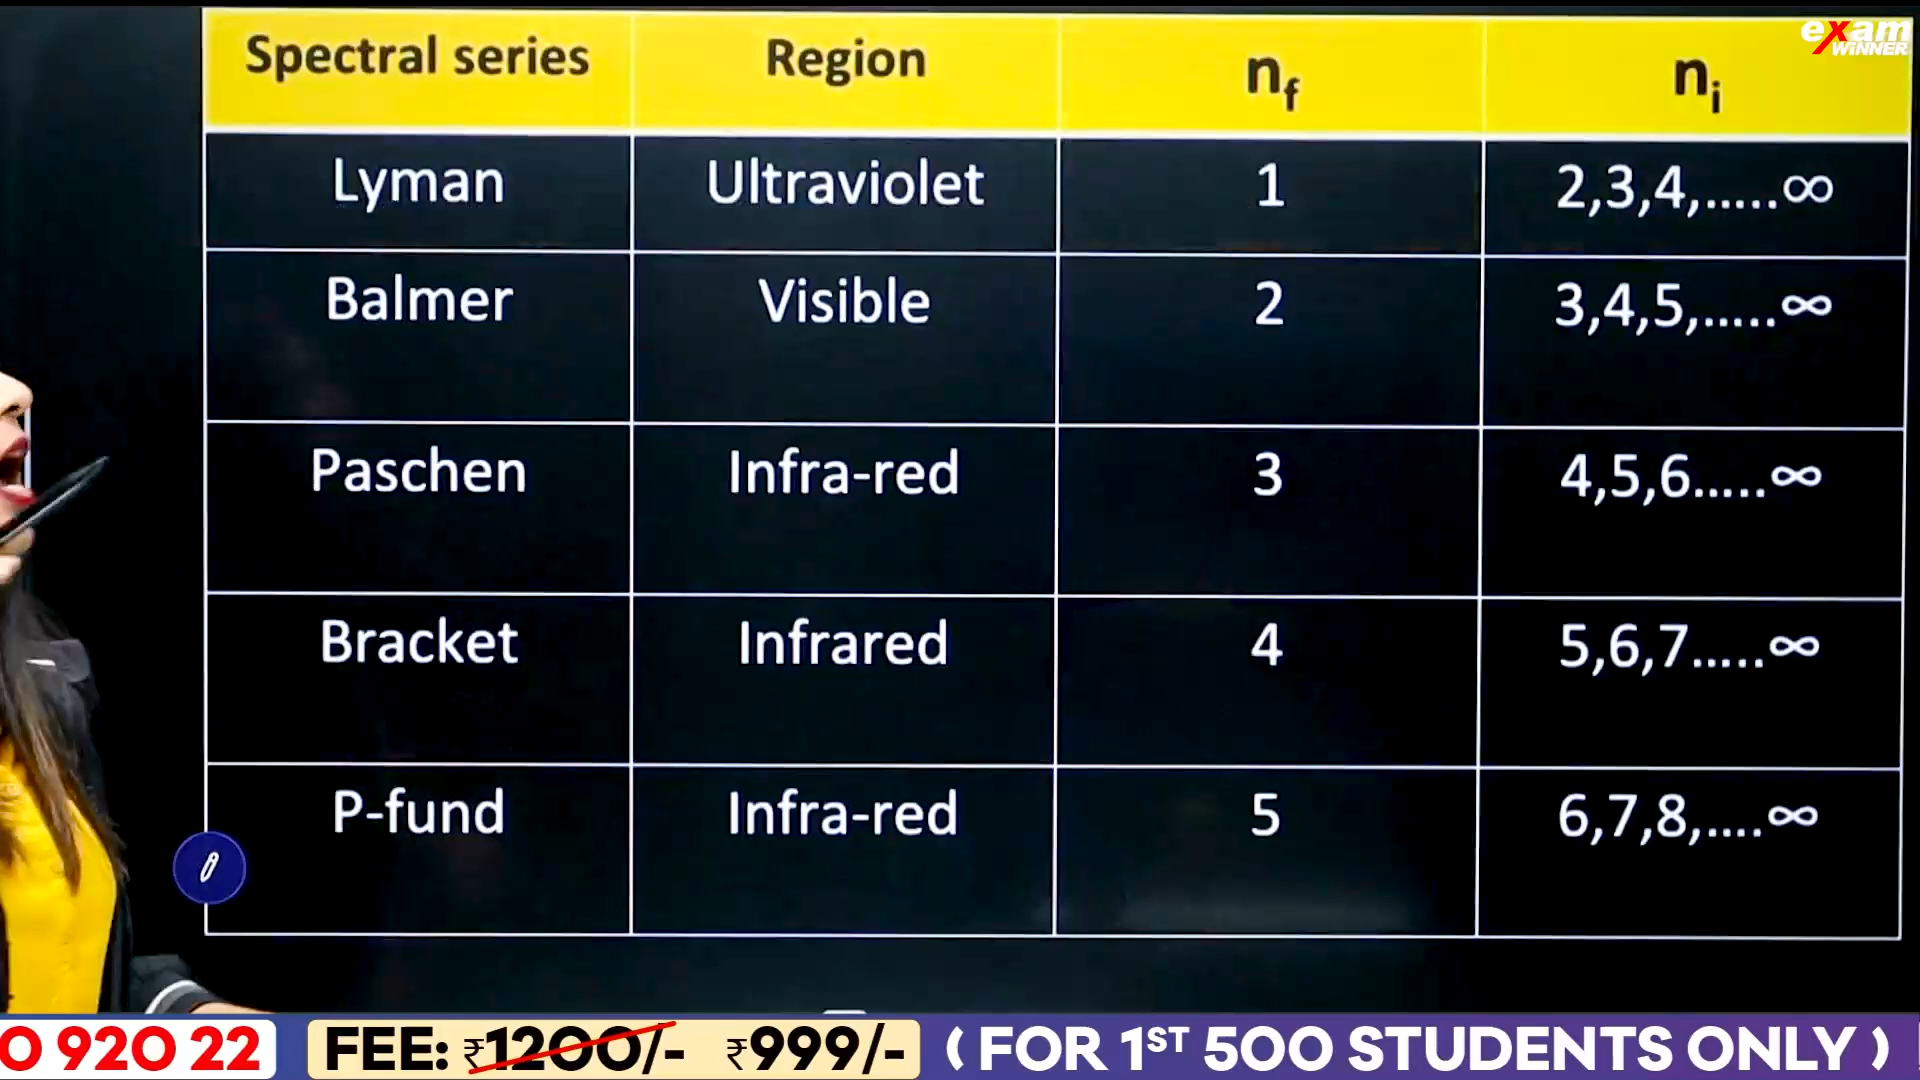 exam
WINNER
Spectral series Region nf ni
Lyman Ultraviolet 1 2,3,4,.....∞
Balmer Visible 2 3,4,5,.....∞
Paschen Infra-red 3 4,5,6.....∞
Bracket Infrared 4 5,6,7.....∞
P-fund Infra-red 5 6,7,8,....∞
0 920 22 FEE: ₹1200/- ₹999/- ( FOR 1ST 500 STUDENTS ONLY )